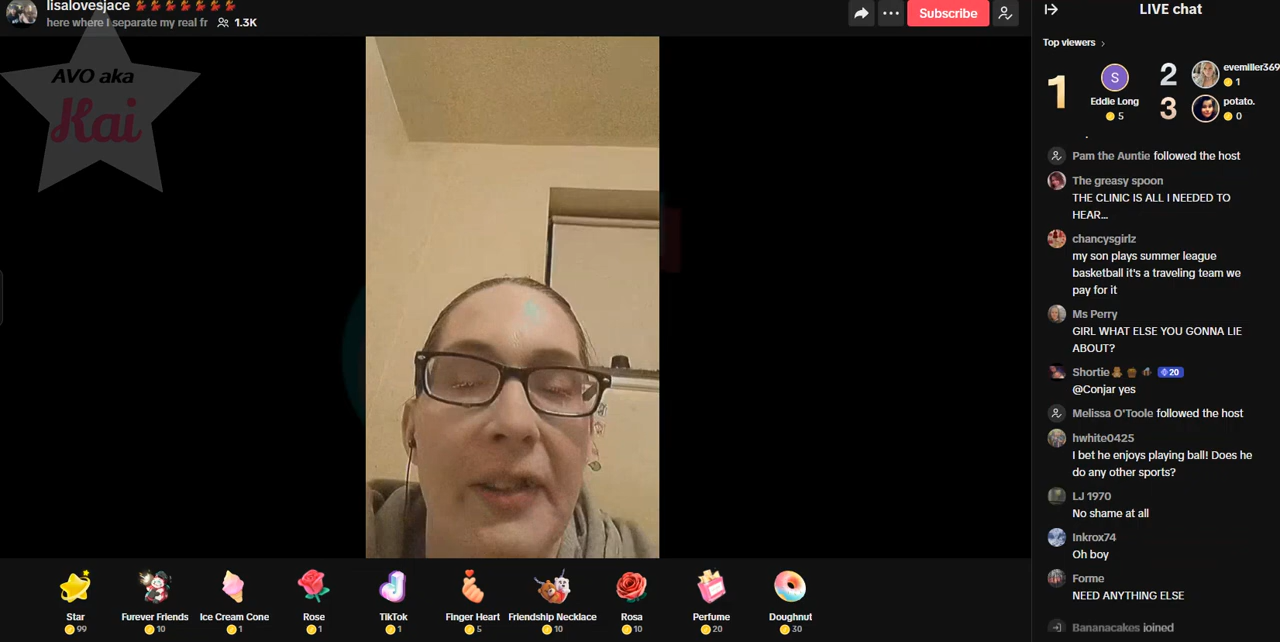 lisalovesjace
here where I separate my real fr 1.3K
Subscribe
AVO aka
Kai
LIVE chat
Top viewers
1
S
Eddie Long
5
2
evemiller369
1
3
potato.
0
Pam the Auntie followed the host
The greasy spoon
THE CLINIC IS ALL I NEEDED TO
HEAR...
chancysgirlz
my son plays summer league
basketball it's a traveling team we
pay for it
Ms Perry
GIRL WHAT ELSE YOU GONNA LIE
ABOUT?
Shortie 20
@Conjar yes
Melissa O'Toole followed the host
hwhite0425
I bet he enjoys playing ball! Does he
do any other sports?
LJ 1970
No shame at all
Inkrox74
Oh boy
Forme
NEED ANYTHING ELSE
Bananacakes joined
Star
99
Furever Friends
10
Ice Cream Cone
1
Rose
1
TikTok
1
Finger Heart
5
Friendship Necklace
10
Rosa
10
Perfume
20
Doughnut
30